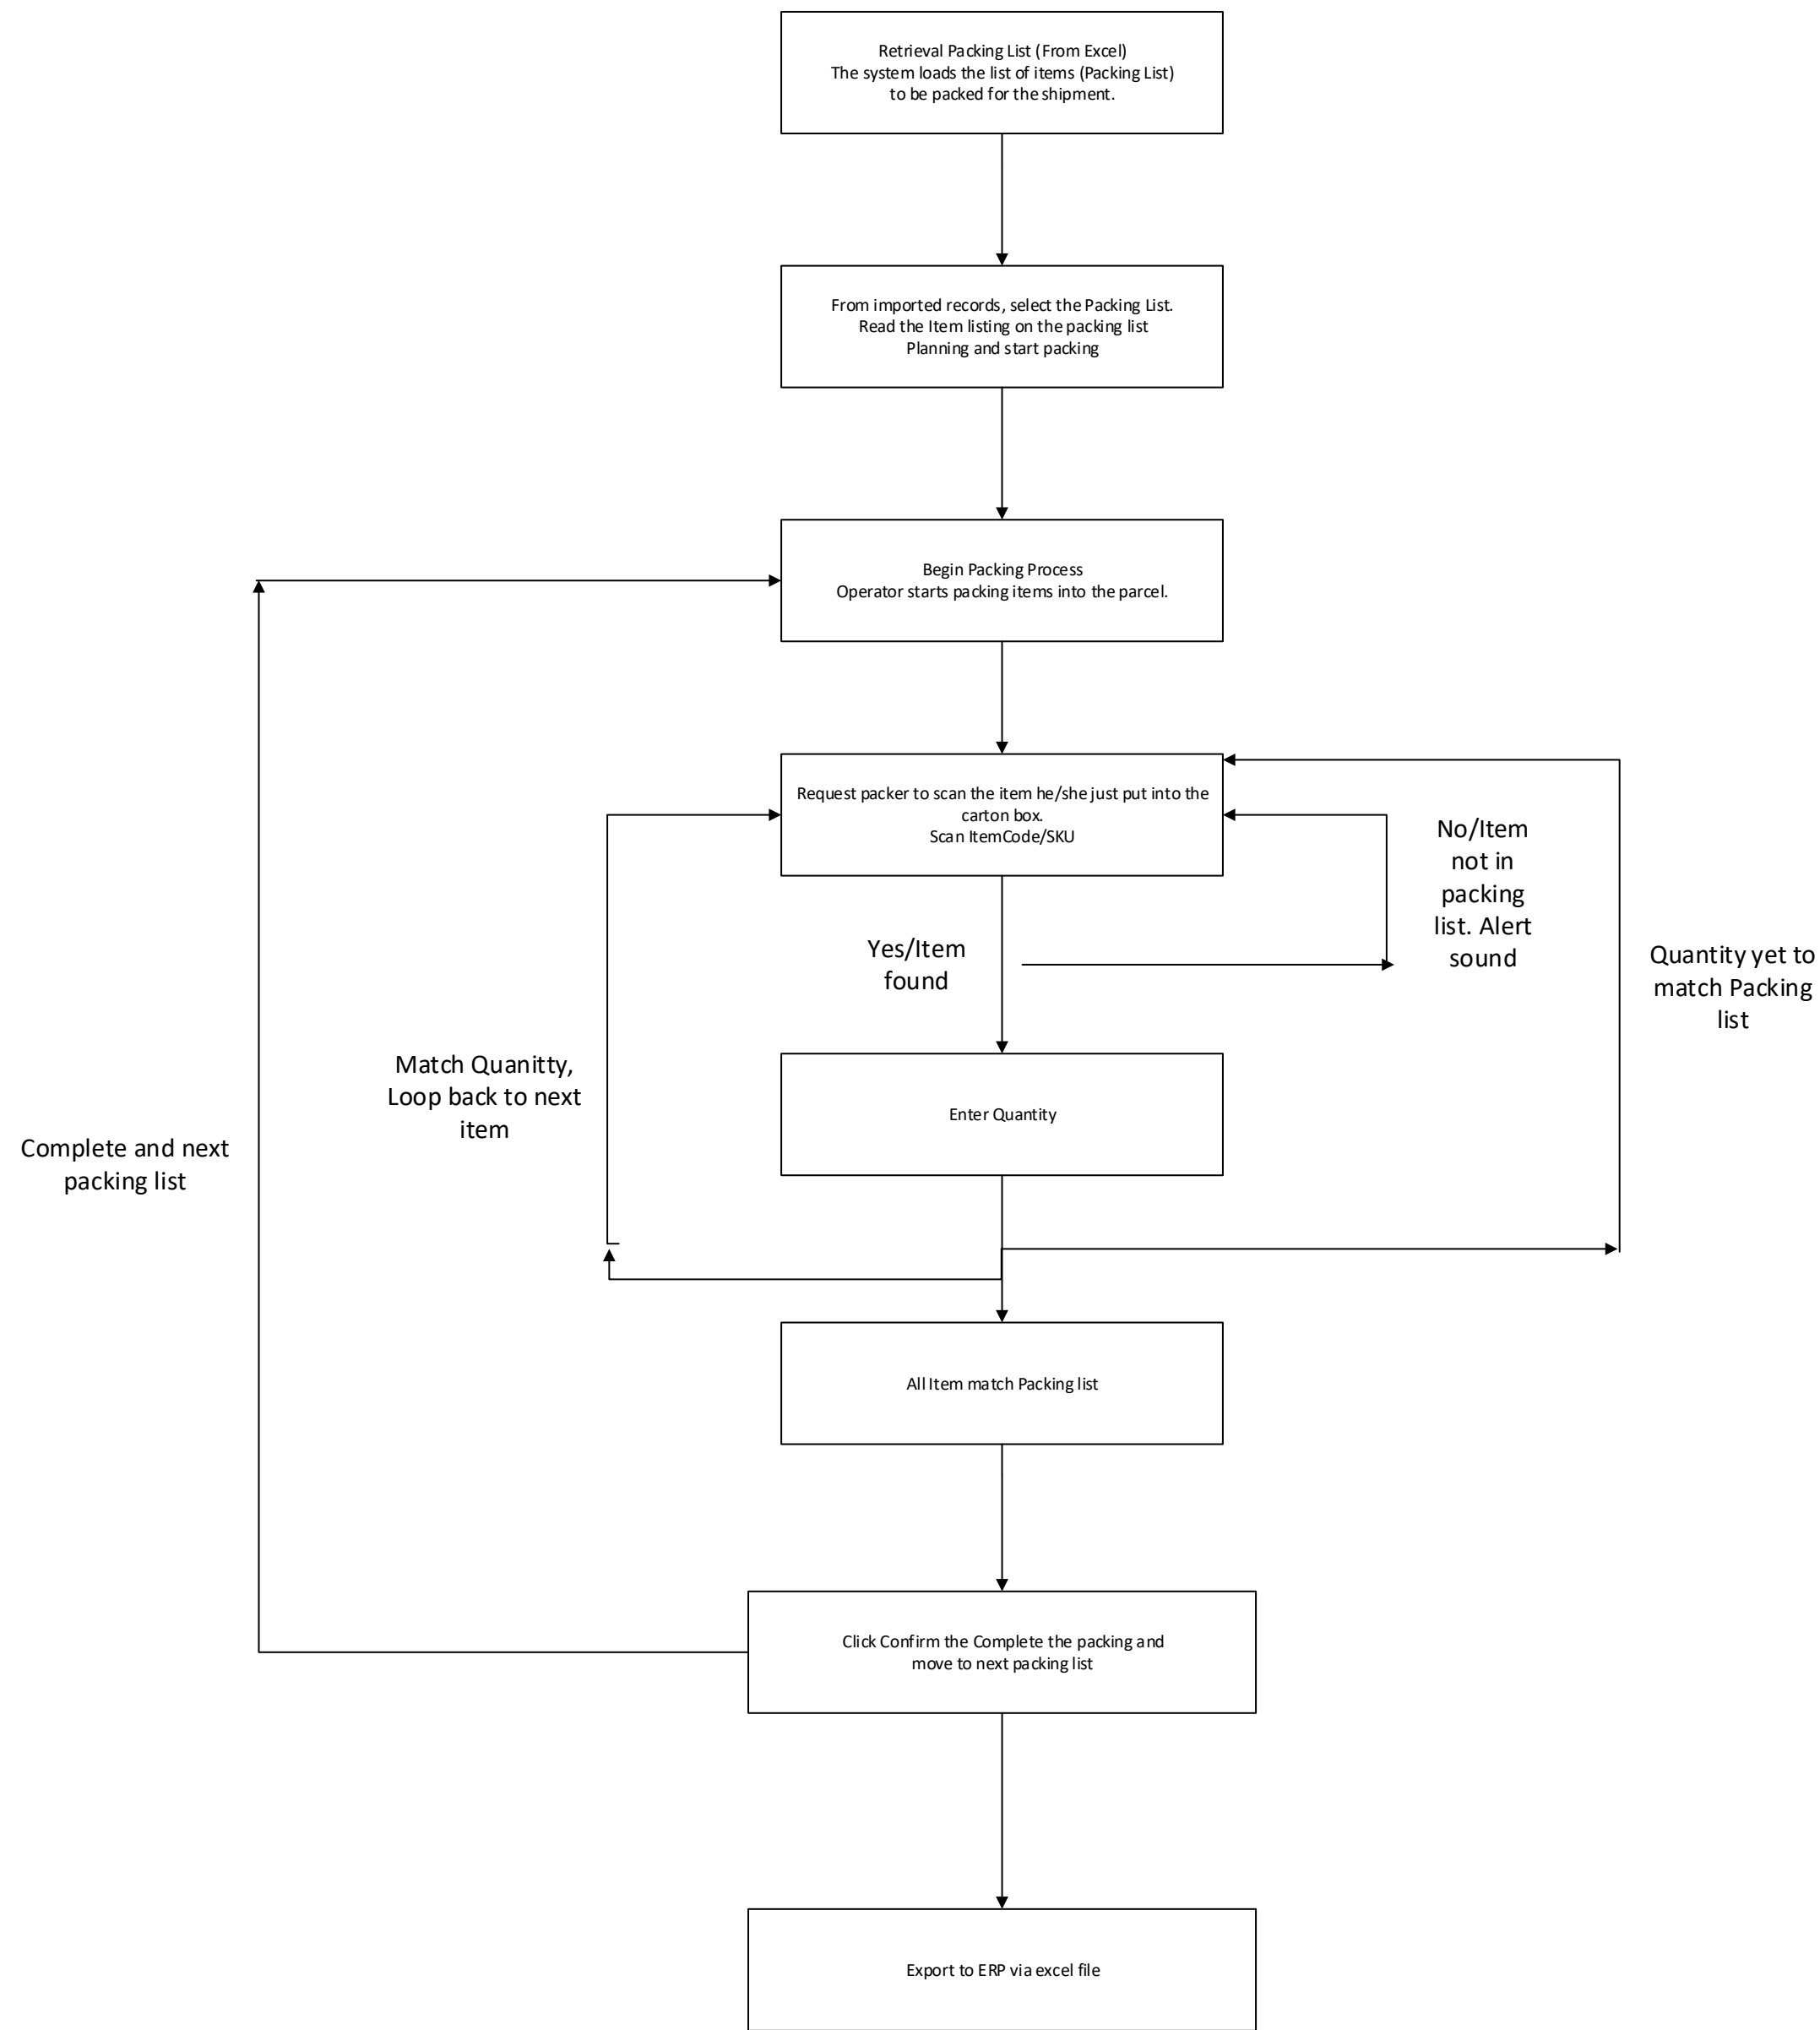 Retrieval Packing List (From Excel)
The system loads the list of items (Packing List)
to be packed for the shipment.
From imported records, select the Packing List.
Read the Item listing on the packing list
Planning and start packing
Begin Packing Process
Operator starts packing items into the parcel.
Request packer to scan the item he/she just put into the
carton box.
Scan ItemCode/SKU
No/Item
not in
packing
list. Alert
sound
Yes/Item
found
Quantity yet to
match Packing
list
Match Quanitty,
Loop back to next
item
Enter Quantity
Complete and next
packing list
All Item match Packing list
Click Confirm the Complete the packing and
move to next packing list
Export to ERP via excel file